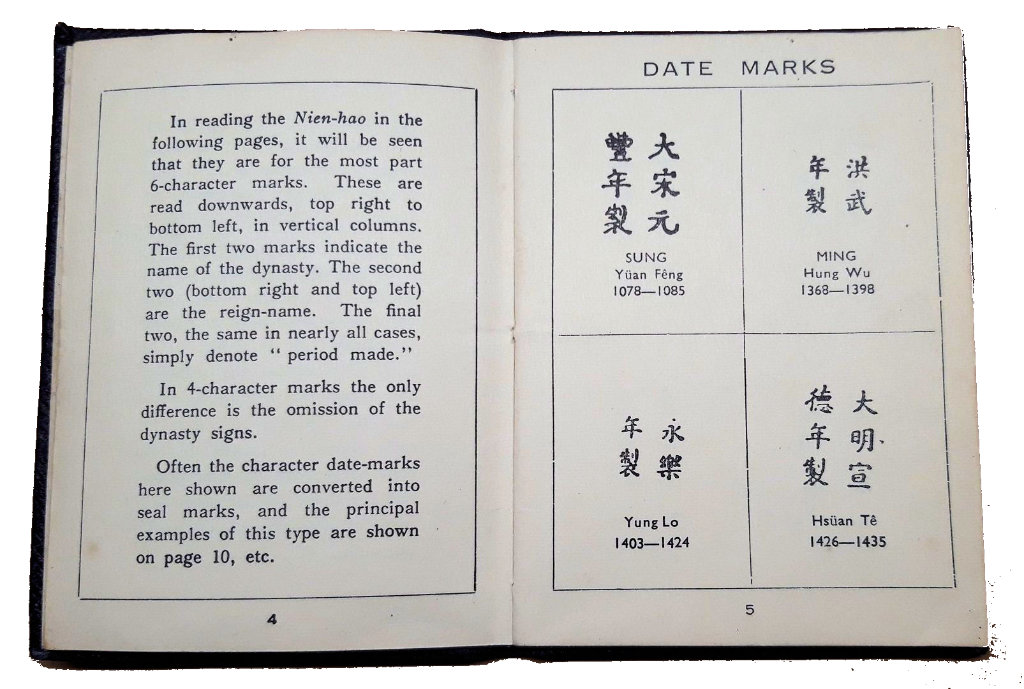 In reading the Nien-hao in the
following pages, it will be seen
that they are for the most part
6-character marks. These are
read downwards, top right to
bottom left, in vertical columns.
The first two marks indicate the
name of the dynasty. The second
two (bottom right and top left)
are the reign-name. The final
two, the same in nearly all cases,
simply denote “ period made.”
In 4-character marks the only
difference is the omission of the
dynasty signs.
Often the character date-marks
here shown are converted into
seal marks, and the principal
examples of this type are shown
on page 10, etc.
4
DATE MARKS
大宋元
豐年製
SUNG
Yüan Fêng
1078—1085
洪武
年製
MING
Hung Wu
1368—1398
永樂
年製
Yung Lo
1403—1424
大明宣
德年製
Hsüan Tê
1426—1435
5